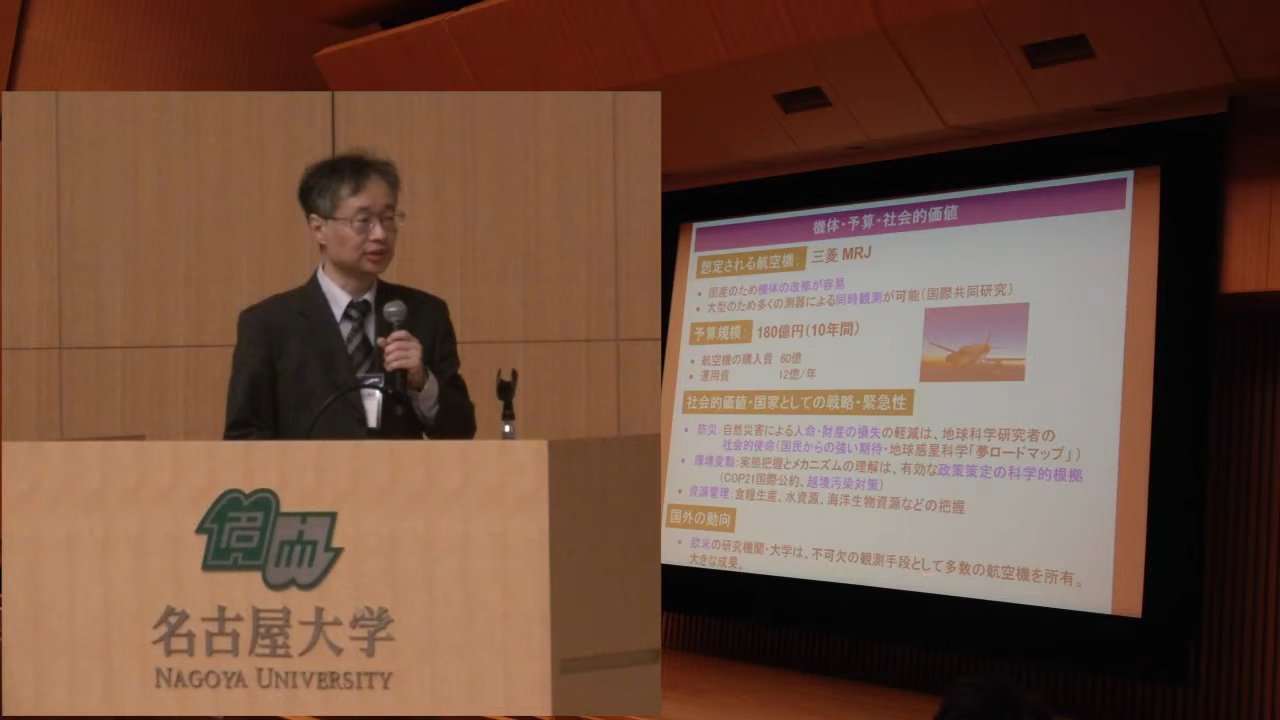 機体・予算・社会的価値
想定される航空機: 三菱 MRJ
• 国産のため機体の改修が容易
• 大型のため多くの測器による同時観測が可能(国際共同研究)
予算規模: 180億円(10年間)
• 航空機の購入費 60億
• 運用費 12億/年
社会的価値・国家としての戦略・緊急性
• 防災:自然災害による人命・財産の損失の軽減は、地球科学研究者の
社会的使命(国民からの強い期待・地球惑星科学「夢ロードマップ」)
• 環境変動:実態把握とメカニズムの理解は、有効な政策策定の科学的根拠
(COP21国際公約、越境汚染対策)
• 資源管理:食糧生産、水資源、海洋生物資源などの把握
国外の動向
• 欧米の研究機関・大学は、不可欠の観測手段として多数の航空機を所有。
大きな成果。
名古屋大学
NAGOYA UNIVERSITY